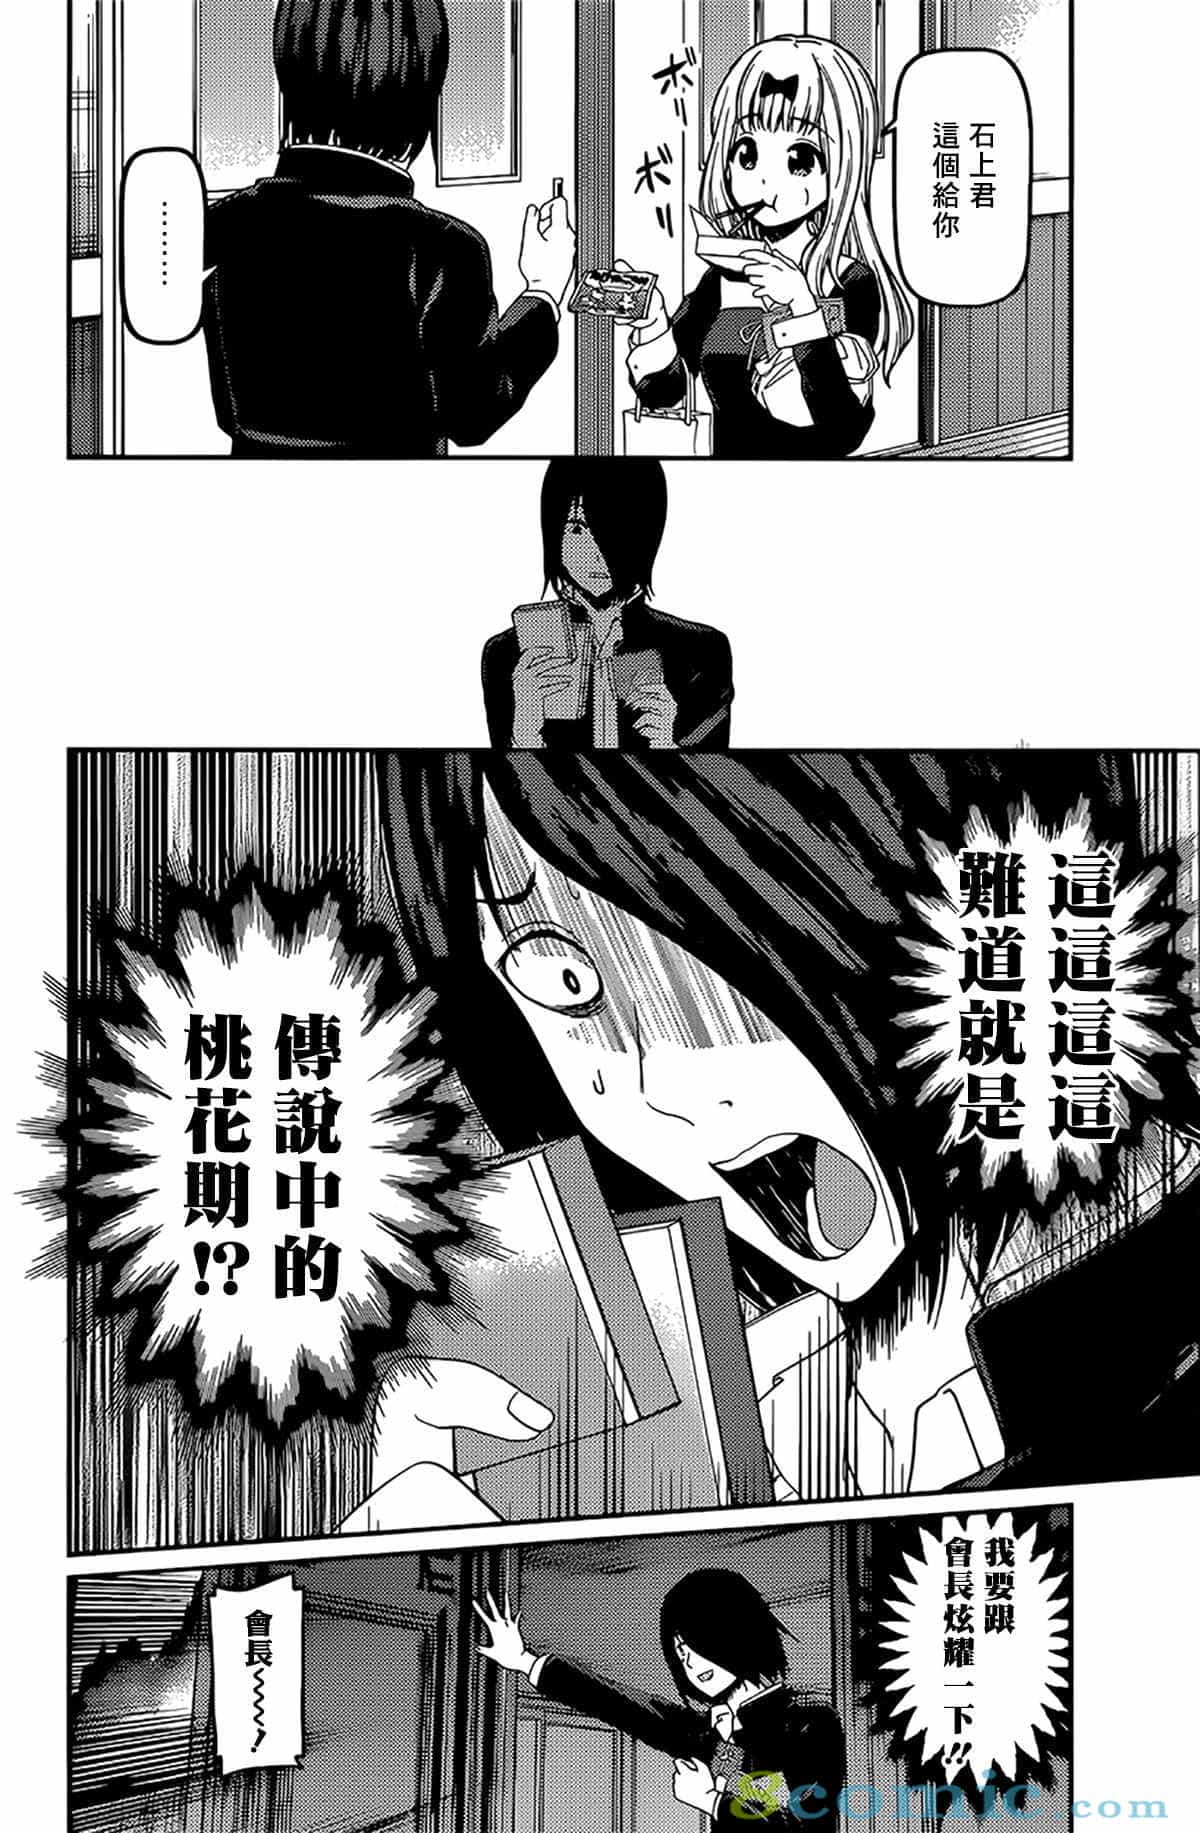 石上君
這個給你
ボリ
ボリ
………
這這這這
難道就是
傳說中的
桃花期!?
我要跟
會長炫耀一下!!
會長～～～!
8comic.com